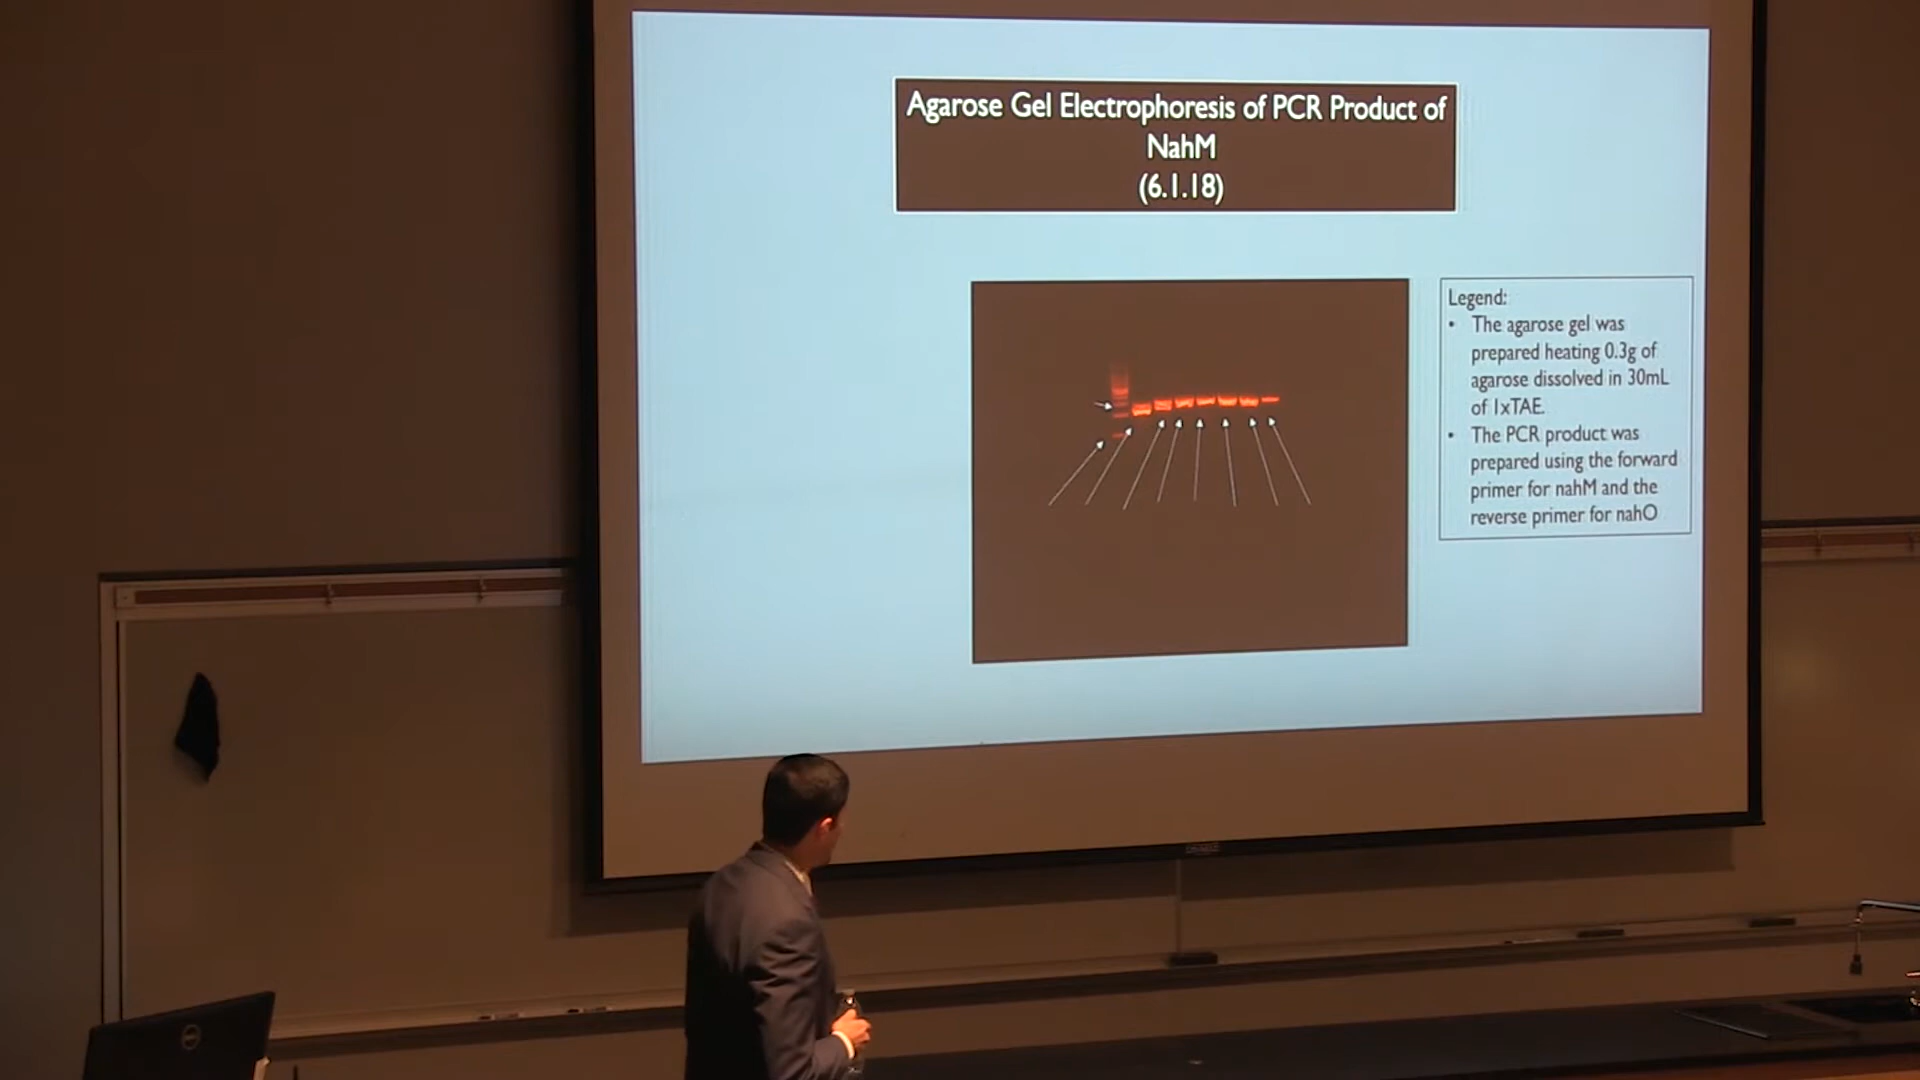 Agarose Gel Electrophoresis of PCR Product of
NahM
(6.1.18)
Legend:
• The agarose gel was
prepared heating 0.3g of
agarose dissolved in 30mL
of 1xTAE.
• The PCR product was
prepared using the forward
primer for nahM and the
reverse primer for nahO
DELL